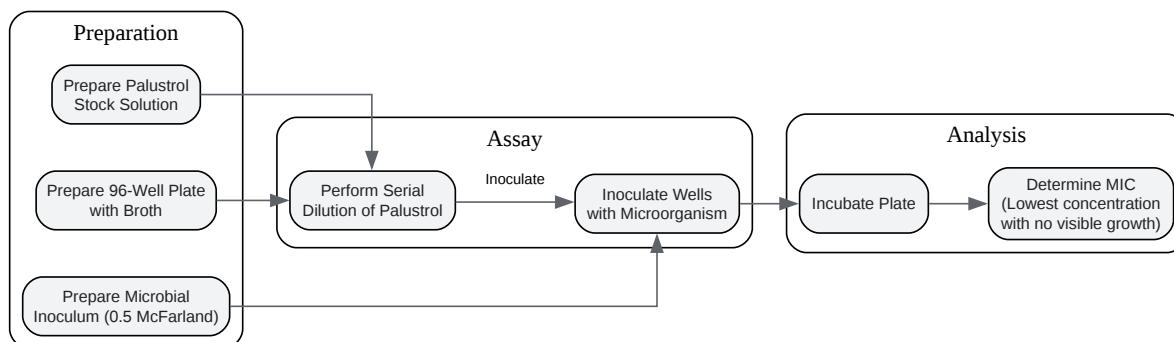 Preparation
Prepare Palustrol
Stock Solution
Prepare 96-Well Plate
with Broth
Prepare Microbial
Inoculum (0.5 McFarland)
Assay
Perform Serial
Dilution of Palustrol
Inoculate
Inoculate Wells
with Microorganism
Analysis
Incubate Plate
Determine MIC
(Lowest concentration
with no visible growth)